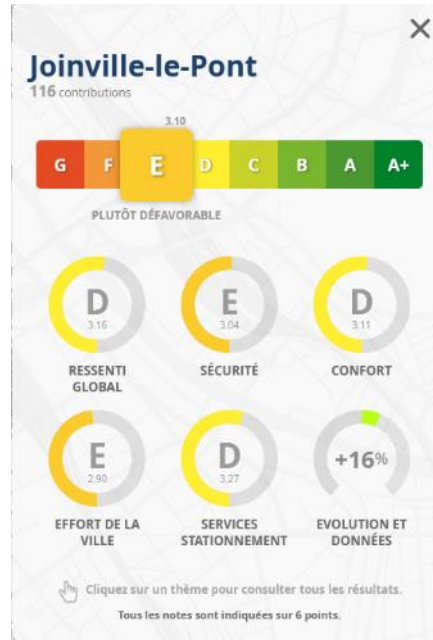 Joinville-le-Pont
116 contributions
3.10
G F E D C B A A+
PLUTÔT DÉFAVORABLE
D E D
3.16 3.04 3.11
RESSENTI GLOBAL SÉCURITÉ CONFORT
E D +16%
2.90 3.27
EFFORT DE LA VILLE SERVICES STATIONNEMENT EVOLUTION ET DONNÉES
Cliquez sur un thème pour consulter tous les résultats.
Tous les notes sont indiquées sur 6 points.